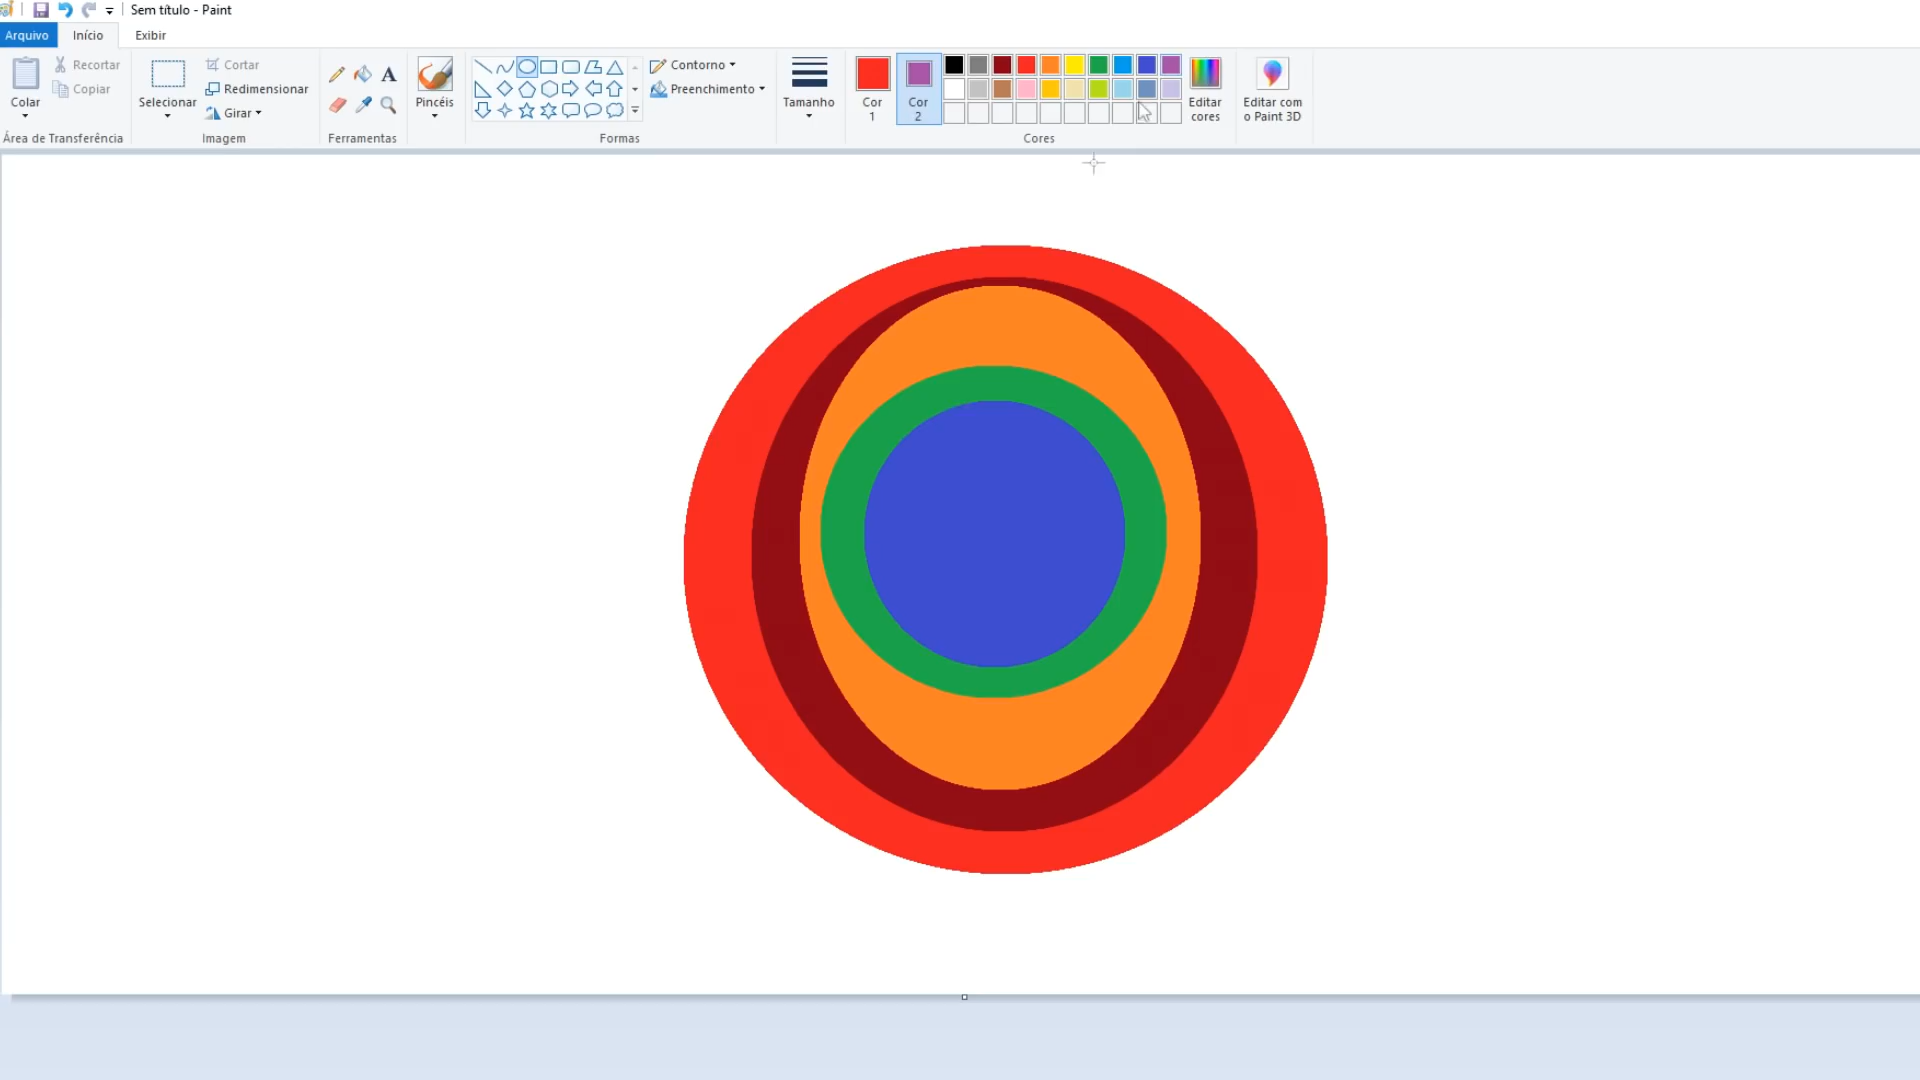 Sem título - Paint
Arquivo Início Exibir
Recortar Cortar Contorno
Copiar Redimensionar Preenchimento
Colar Selecionar Pincéis Tamanho Cor 1 Cor 2 Editar cores Editar com o Paint 3D
Girar A
Área de Transferência Imagem Ferramentas Formas Cores